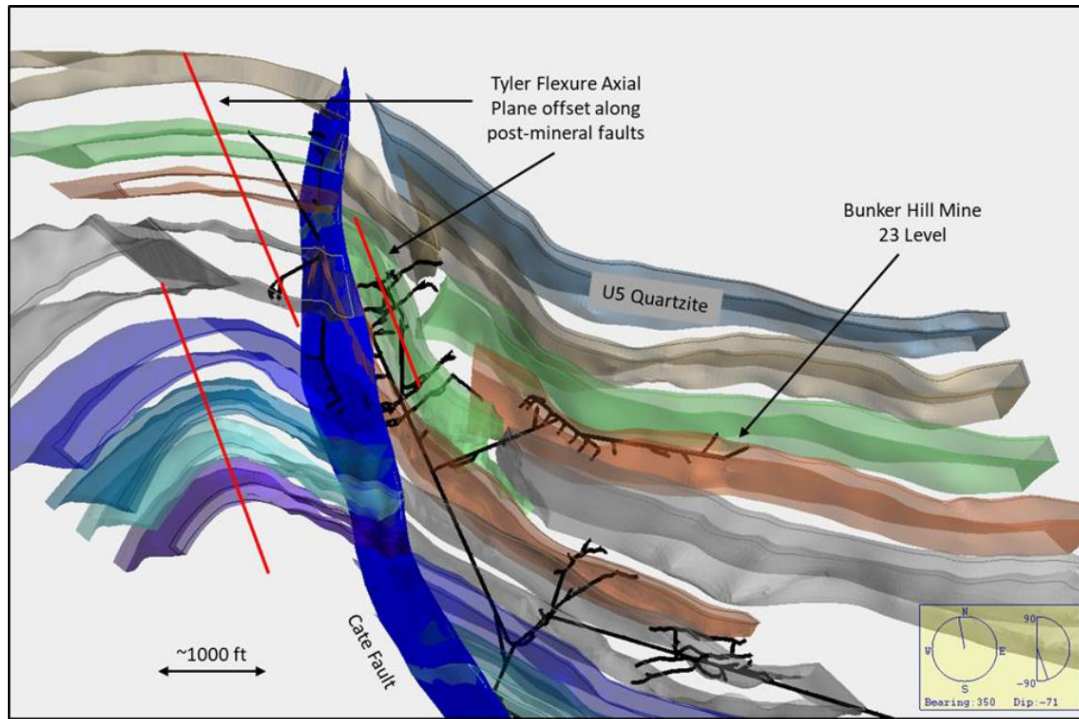 Tyler Flexure Axial
Plane offset along
post-mineral faults
Bunker Hill Mine
23 Level
U5 Quartzite
Cate Fault
~1000 ft
N
W
E
S
90
-90
Bearing:350 Dip:-71